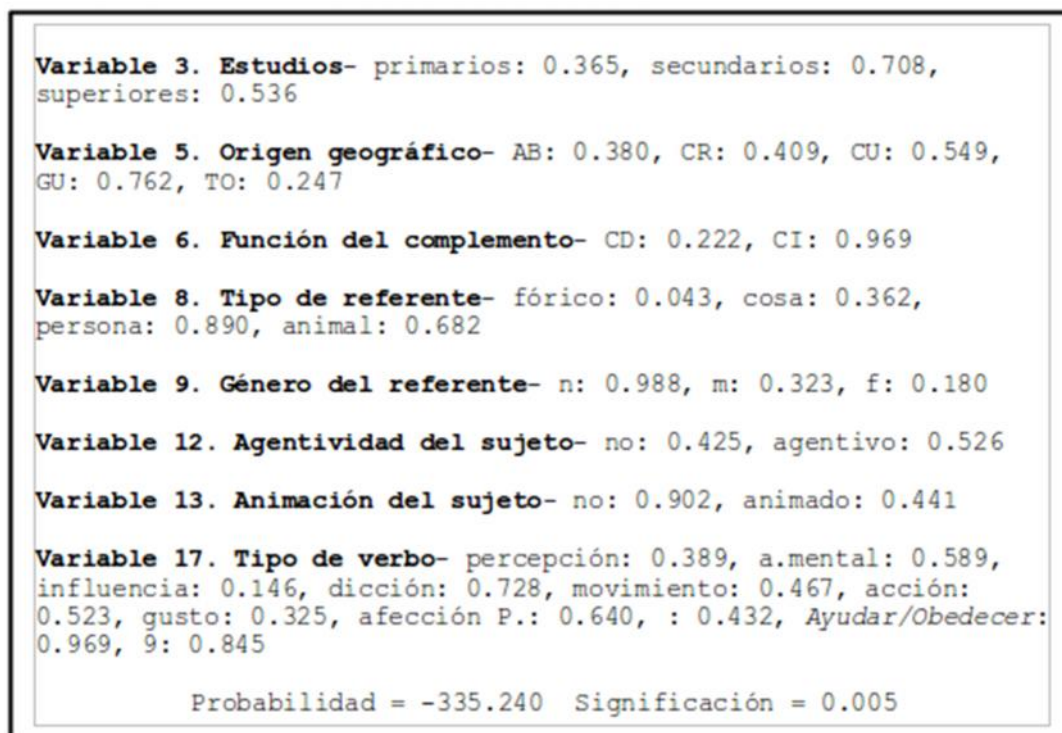 Variable 3. Estudios- primarios: 0.365, secundarios: 0.708,
superiores: 0.536
Variable 5. Origen geográfico- AB: 0.380, CR: 0.409, CU: 0.549,
GU: 0.762, TO: 0.247
Variable 6. Función del complemento- CD: 0.222, CI: 0.969
Variable 8. Tipo de referente- fórico: 0.043, cosa: 0.362,
persona: 0.890, animal: 0.682
Variable 9. Género del referente- n: 0.988, m: 0.323, f: 0.180
Variable 12. Agentividad del sujeto- no: 0.425, agentivo: 0.526
Variable 13. Animación del sujeto- no: 0.902, animado: 0.441
Variable 17. Tipo de verbo- percepción: 0.389, a.mental: 0.589,
influencia: 0.146, dicción: 0.728, movimiento: 0.467, acción:
0.523, gusto: 0.325, afección P.: 0.640, : 0.432, Ayudar/Obedecer:
0.969, 9: 0.845
Probabilidad = -335.240 Significación = 0.005